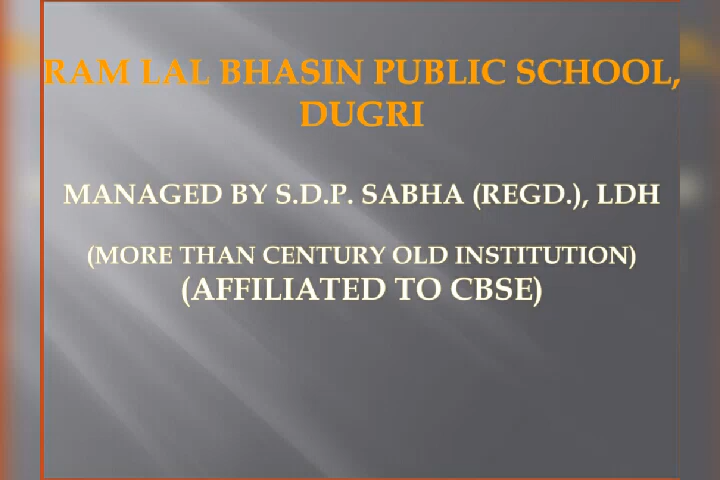 RAM LAL BHASIN PUBLIC SCHOOL,
DUGRI
MANAGED BY S.D.P. SABHA (REGD.), LDH
(MORE THAN CENTURY OLD INSTITUTION)
(AFFILIATED TO CBSE)